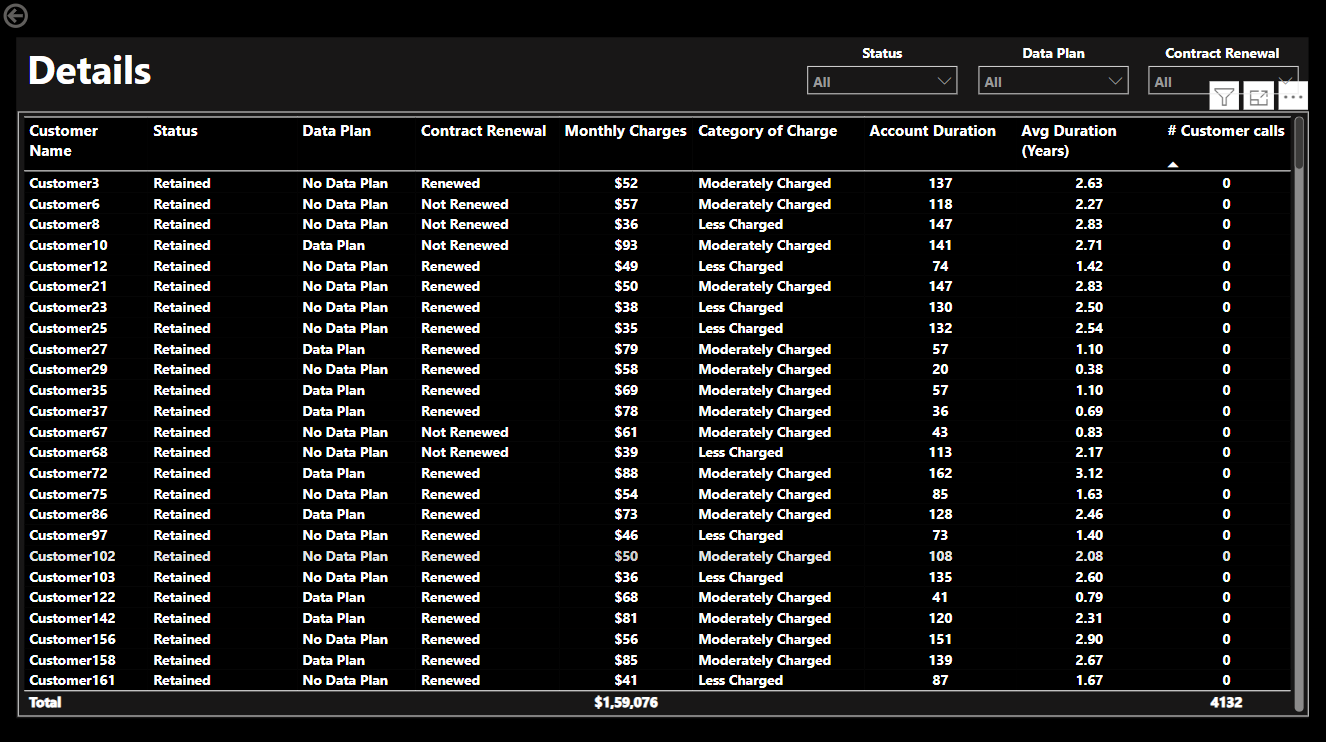 Details
Status Data Plan Contract Renewal
All All All
Customer Name Status Data Plan Contract Renewal Monthly Charges Category of Charge Account Duration Avg Duration (Years) # Customer calls
Customer3 Retained No Data Plan Renewed $52 Moderately Charged 137 2.63 0
Customer6 Retained No Data Plan Not Renewed $57 Moderately Charged 118 2.27 0
Customer8 Retained No Data Plan Not Renewed $36 Less Charged 147 2.83 0
Customer10 Retained Data Plan Not Renewed $93 Moderately Charged 141 2.71 0
Customer12 Retained No Data Plan Renewed $49 Less Charged 74 1.42 0
Customer21 Retained No Data Plan Renewed $50 Moderately Charged 147 2.83 0
Customer23 Retained No Data Plan Renewed $38 Less Charged 130 2.50 0
Customer25 Retained No Data Plan Renewed $35 Less Charged 132 2.54 0
Customer27 Retained Data Plan Renewed $79 Moderately Charged 57 1.10 0
Customer29 Retained No Data Plan Renewed $58 Moderately Charged 20 0.38 0
Customer35 Retained Data Plan Renewed $69 Moderately Charged 57 1.10 0
Customer37 Retained Data Plan Renewed $78 Moderately Charged 36 0.69 0
Customer67 Retained No Data Plan Not Renewed $61 Moderately Charged 43 0.83 0
Customer68 Retained No Data Plan Not Renewed $39 Less Charged 113 2.17 0
Customer72 Retained Data Plan Renewed $88 Moderately Charged 162 3.12 0
Customer75 Retained No Data Plan Renewed $54 Moderately Charged 85 1.63 0
Customer86 Retained Data Plan Renewed $73 Moderately Charged 128 2.46 0
Customer97 Retained No Data Plan Renewed $46 Less Charged 73 1.40 0
Customer102 Retained No Data Plan Renewed $50 Moderately Charged 108 2.08 0
Customer103 Retained No Data Plan Renewed $36 Less Charged 135 2.60 0
Customer122 Retained Data Plan Renewed $68 Moderately Charged 41 0.79 0
Customer142 Retained Data Plan Renewed $81 Moderately Charged 120 2.31 0
Customer156 Retained No Data Plan Renewed $56 Moderately Charged 151 2.90 0
Customer158 Retained Data Plan Renewed $85 Moderately Charged 139 2.67 0
Customer161 Retained No Data Plan Renewed $41 Less Charged 87 1.67 0
Total $1,59,076 4132